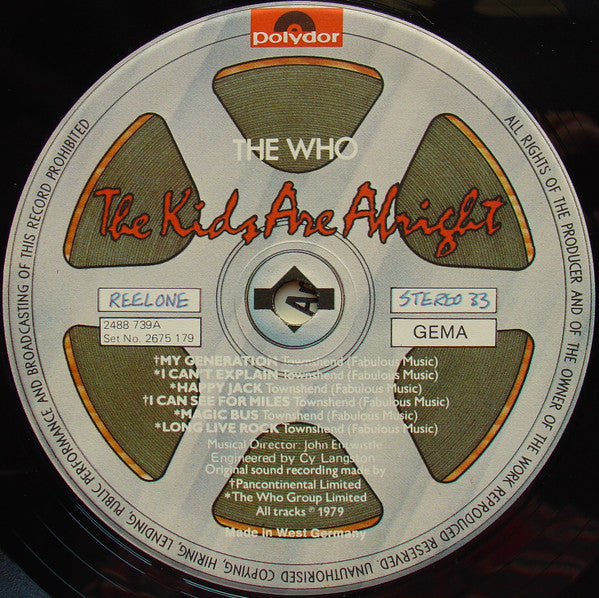 polydor
THE WHO
The Kids Are Alright
REEL ONE
STEREO 33
2488 739A
Set No. 2675 179
GEMA
†MY GENERATION Townshend (Fabulous Music)
*I CAN'T EXPLAIN Townshend (Fabulous Music)
*HAPPY JACK Townshend (Fabulous Music)
†I CAN SEE FOR MILES Townshend (Fabulous Music)
*MAGIC BUS Townshend (Fabulous Music)
*LONG LIVE ROCK Townshend (Fabulous Music)
Musical Director: John Entwistle
Engineered by Cy Langston
Original sound recording made by
†Pancontinental Limited
*The Who Group Limited
All tracks ℗ 1979
Made in West Germany
ALL RIGHTS OF THE PRODUCER AND OF THE OWNER OF THE WORK REPRODUCED RESERVED. UNAUTHORISED COPYING, HIRING, LENDING, PUBLIC PERFORMANCE AND BROADCASTING OF THIS RECORD PROHIBITED